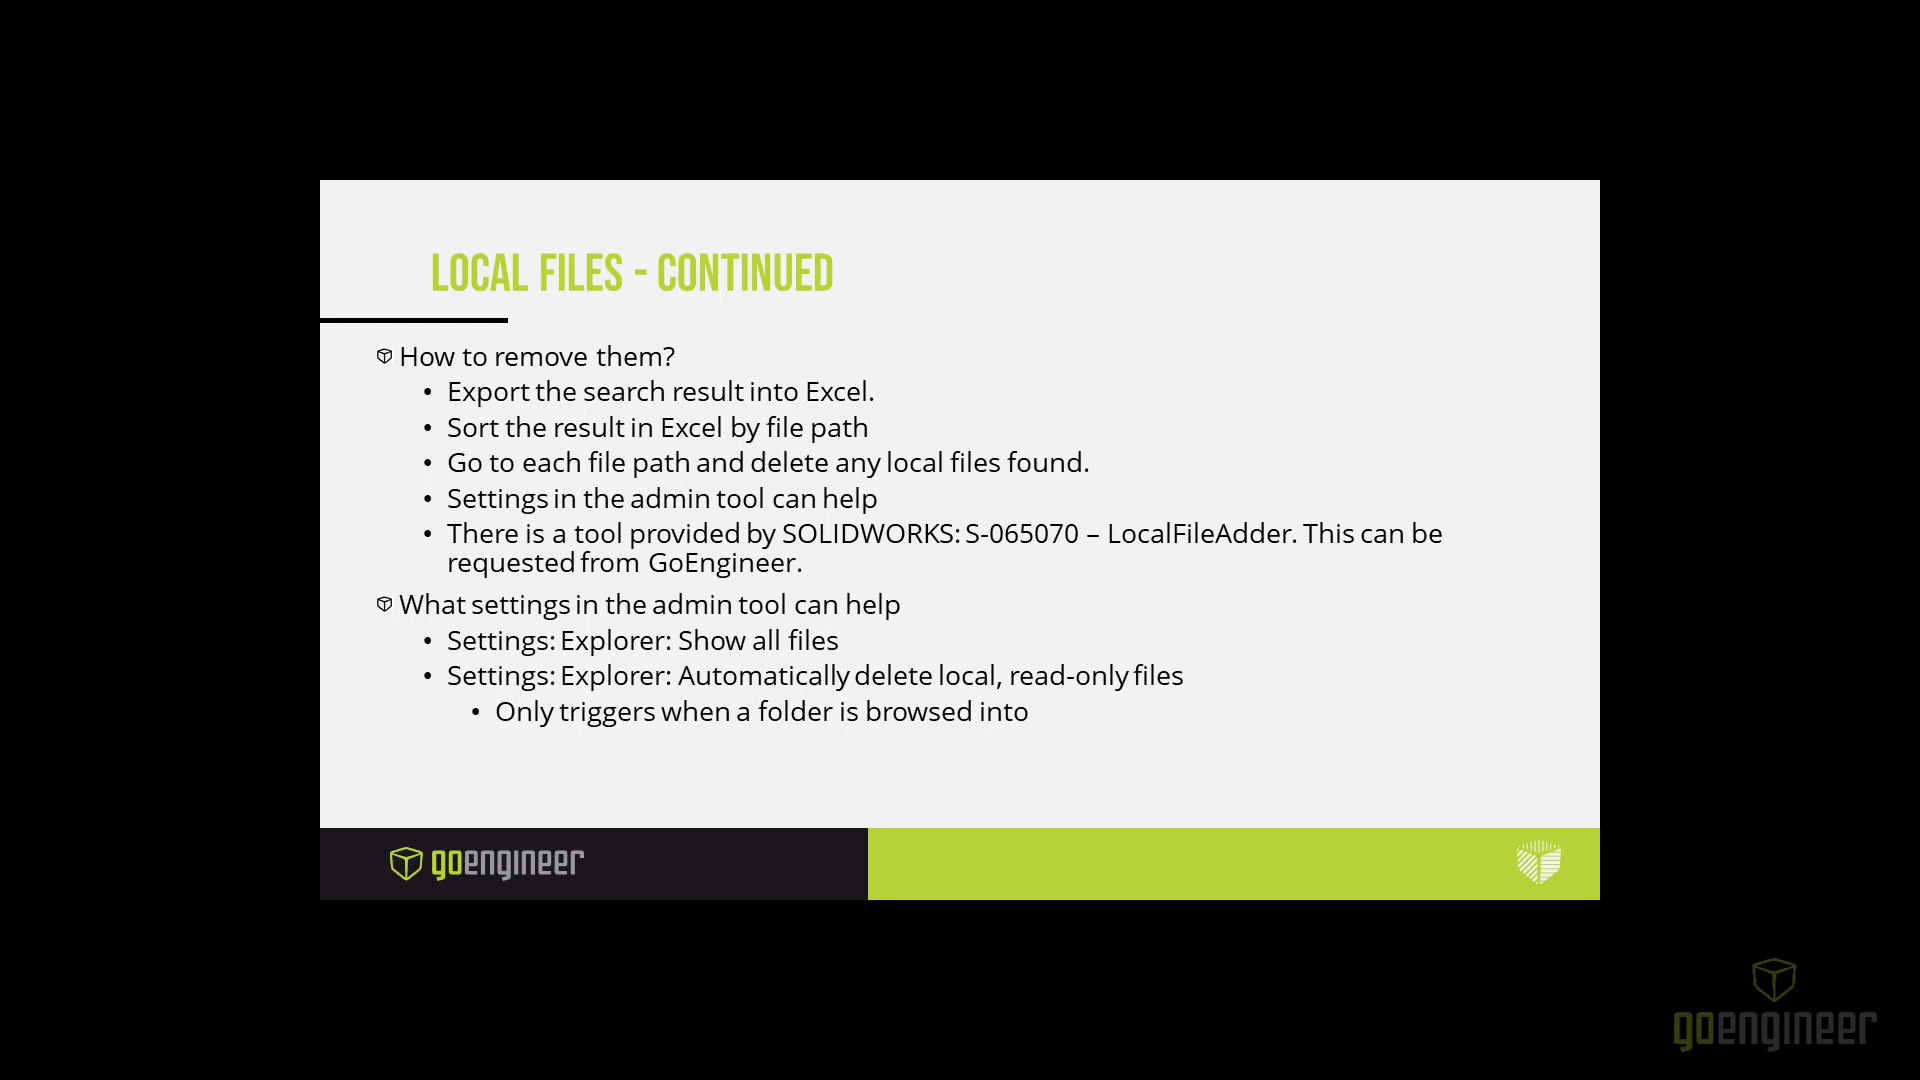 LOCAL FILES - CONTINUED
How to remove them?
• Export the search result into Excel.
• Sort the result in Excel by file path
• Go to each file path and delete any local files found.
• Settings in the admin tool can help
• There is a tool provided by SOLIDWORKS: S-065070 – LocalFileAdder. This can be
requested from GoEngineer.
What settings in the admin tool can help
• Settings: Explorer: Show all files
• Settings: Explorer: Automatically delete local, read-only files
• Only triggers when a folder is browsed into
goengineer
goengineer